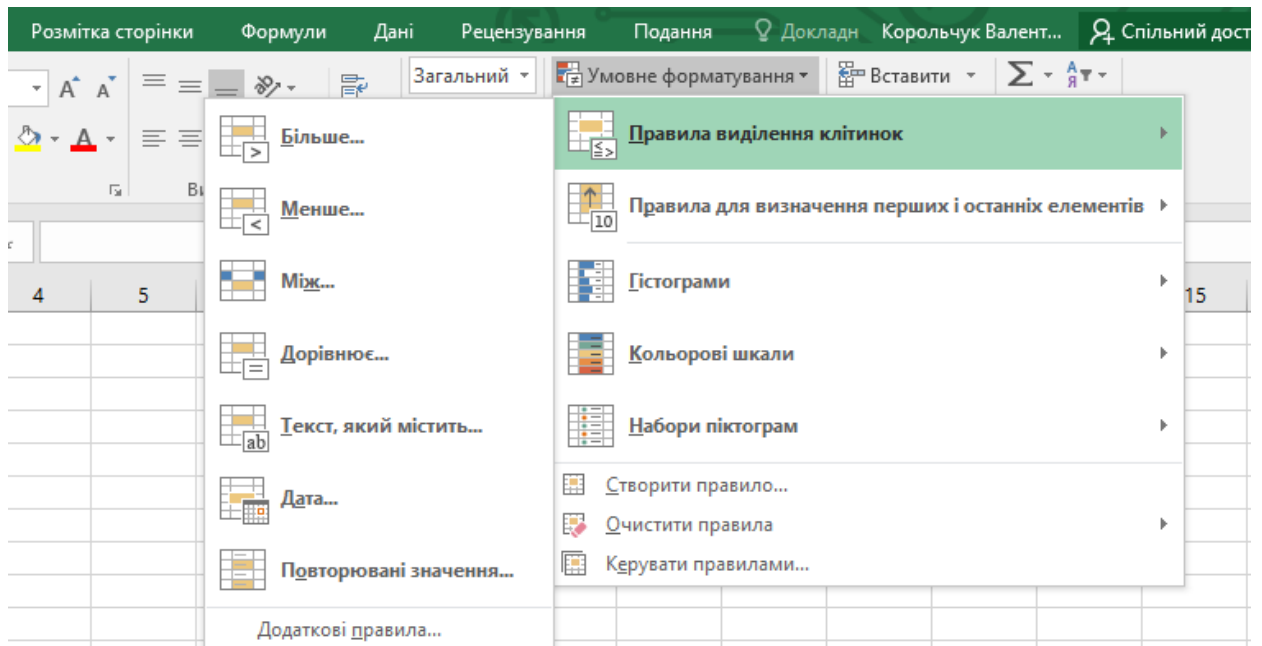 Розмітка сторінки Формули Дані Рецензування Подання Докладн Корольчук Валент... Спільний дост
Загальний Умовне форматування Вставити
Більше...
Менше...
Між...
Дорівнює...
Текст, який містить...
Дата...
Повторювані значення...
Додаткові правила...
Правила виділення клітинок
Правила для визначення перших і останніх елементів
Гістограми
Кольорові шкали
Набори піктограм
Створити правило...
Очистити правила
Керувати правилами...
Ви
4 5 15